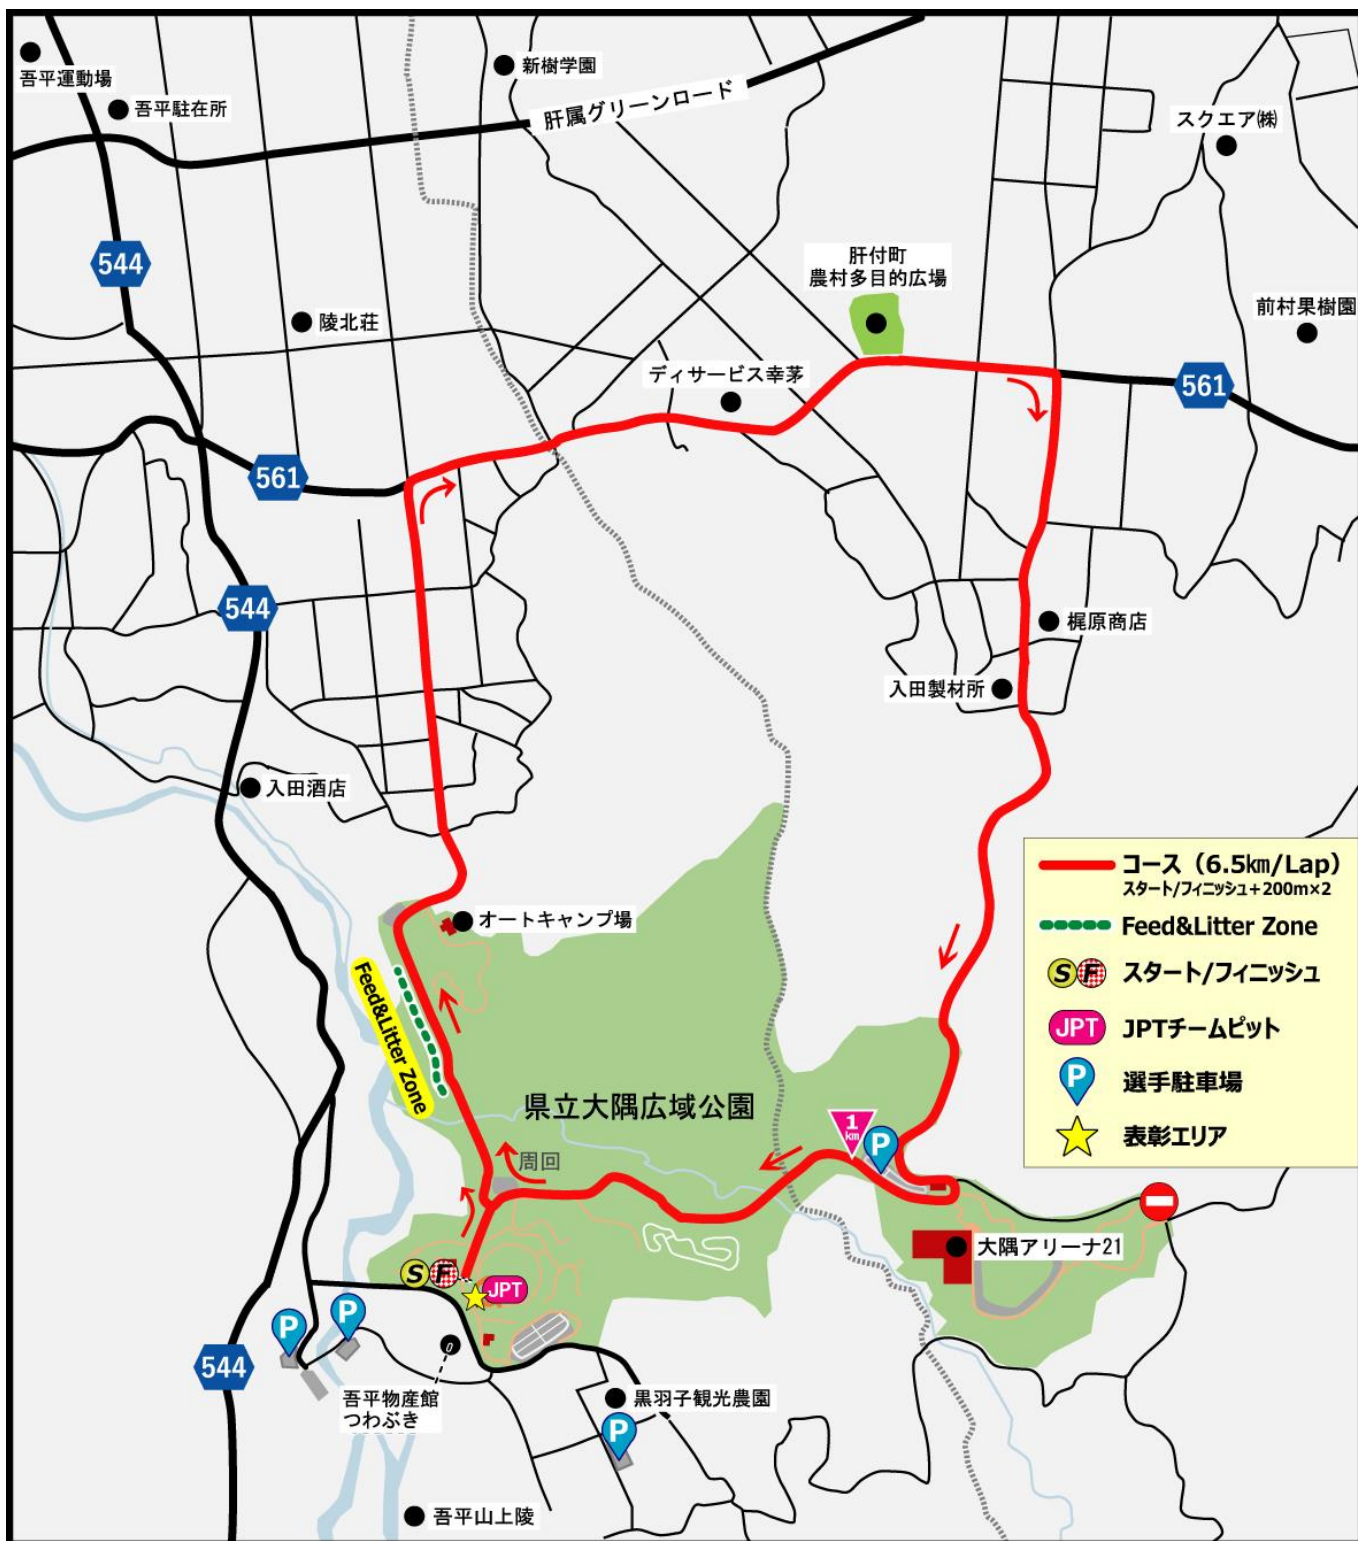 吾平運動場
吾平駐在所
新樹学園
肝属グリーンロード
スクエア㈱
544
肝付町
農村多目的広場
陵北荘
前村果樹園
ディサービス幸茅
561
561
544
梶原商店
入田製材所
入田酒店
コース（6.5㎞/Lap）
スタート/フィニッシュ+200m×2
Feed&Litter Zone
S F スタート/フィニッシュ
JPT JPTチームピット
P 選手駐車場
表彰エリア
オートキャンプ場
Feed&Litter Zone
県立大隅広域公園
1
km
P
周回
大隅アリーナ21
S F
JPT
P
P
0
544
吾平物産館
つわぶき
黒羽子観光農園
P
吾平山上陵